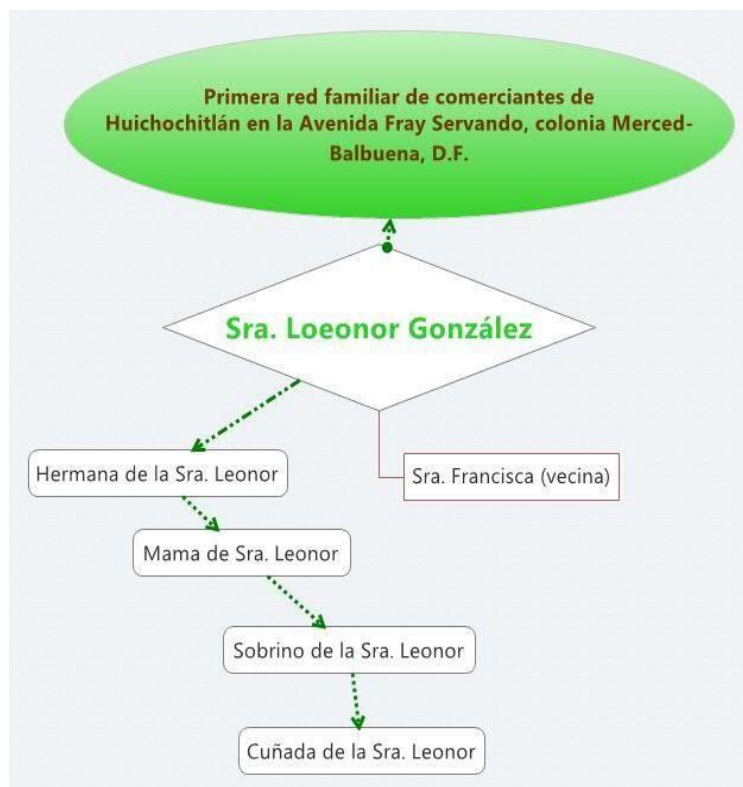 Primera red familiar de comerciantes de
Huichochitlán en la Avenida Fray Servando, colonia Merced-
Balbuena, D.F.
Sra. Loeonor González
Hermana de la Sra. Leonor
Sra. Francisca (vecina)
Mama de Sra. Leonor
Sobrino de la Sra. Leonor
Cuñada de la Sra. Leonor